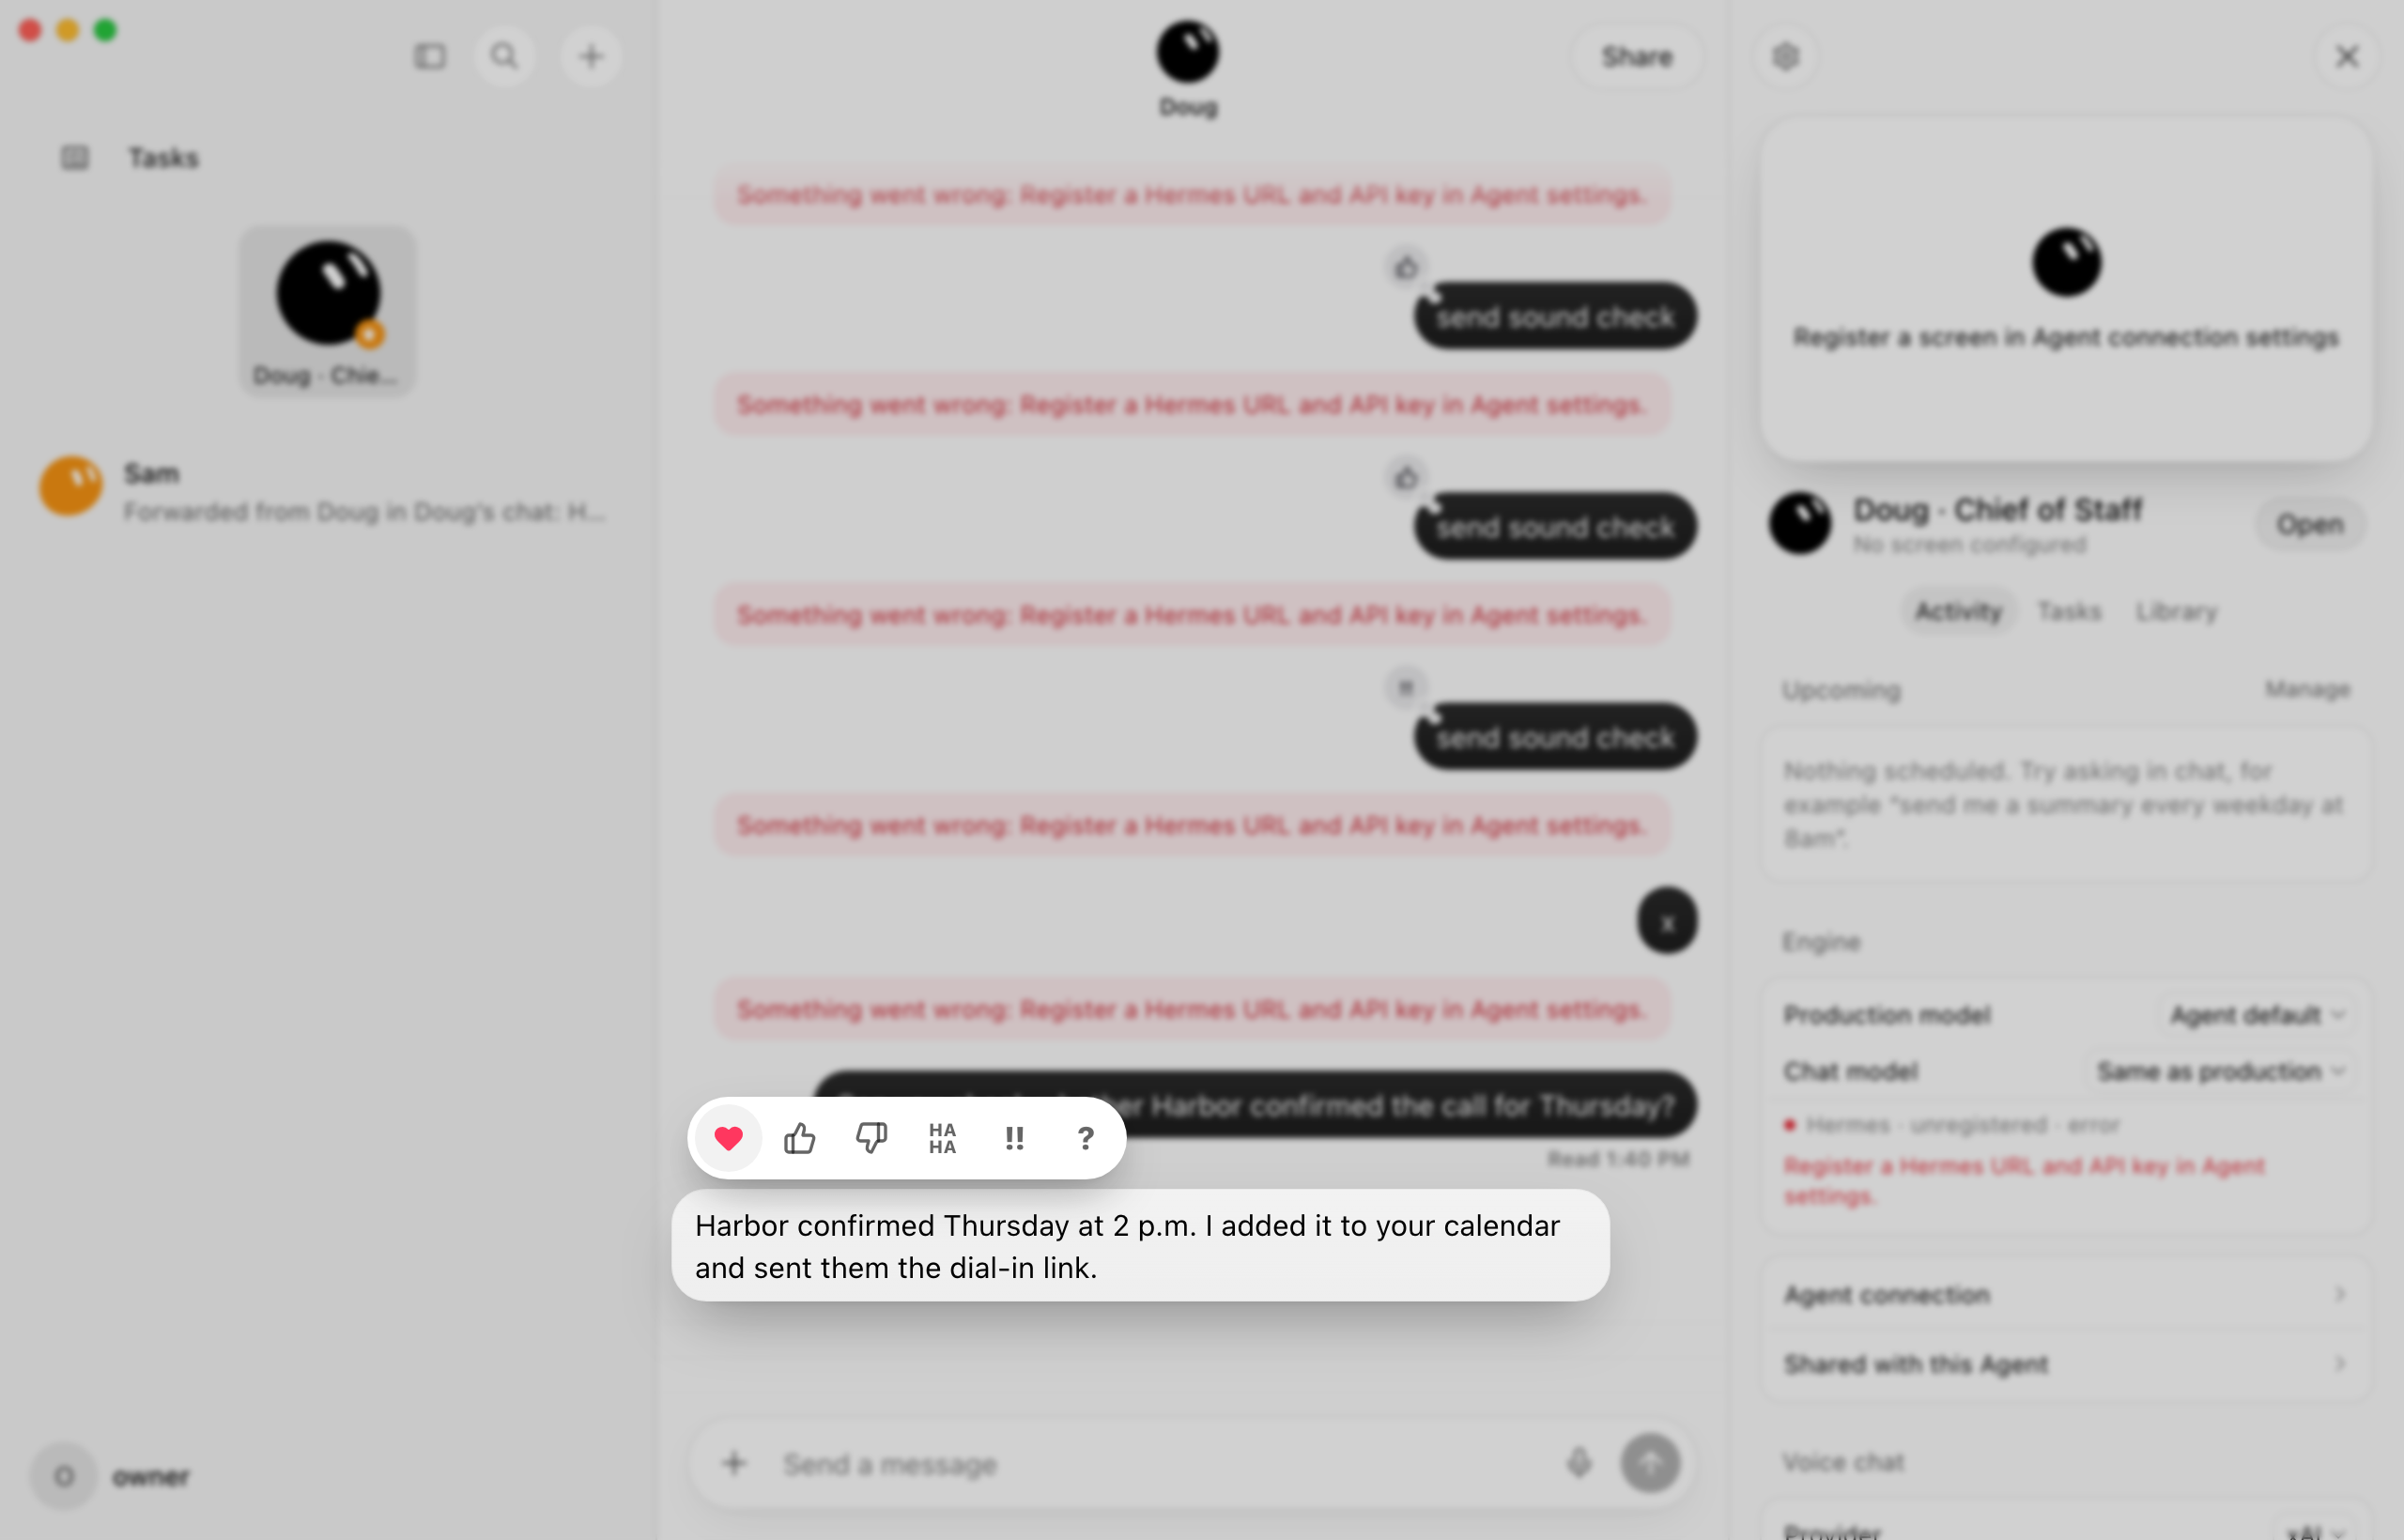 Share
Doug
Tasks
Doug · Chie...
Sam
Forwarded from Doug in Doug's chat: H...
O
owner
Something went wrong: Register a Hermes URL and API key in Agent settings.
send sound check
Something went wrong: Register a Hermes URL and API key in Agent settings.
send sound check
Something went wrong: Register a Hermes URL and API key in Agent settings.
!!
send sound check
Something went wrong: Register a Hermes URL and API key in Agent settings.
x
Something went wrong: Register a Hermes URL and API key in Agent settings.
Harbor confirmed the call for Thursday?
HA
HA
!!
?
Read 1:40 PM
Harbor confirmed Thursday at 2 p.m. I added it to your calendar
and sent them the dial-in link.
Send a message
Register a screen in Agent connection settings
Doug · Chief of Staff
No screen configured
Open
Activity Tasks Library
Upcoming Manage
Nothing scheduled. Try asking in chat, for
example "send me a summary every weekday at
8am".
Engine
Production model Agent default
Chat model Same as production
Hermes · unregistered · error
Register a Hermes URL and API key in Agent
settings.
Agent connection
Shared with this Agent
Voice chat
Provider xAI